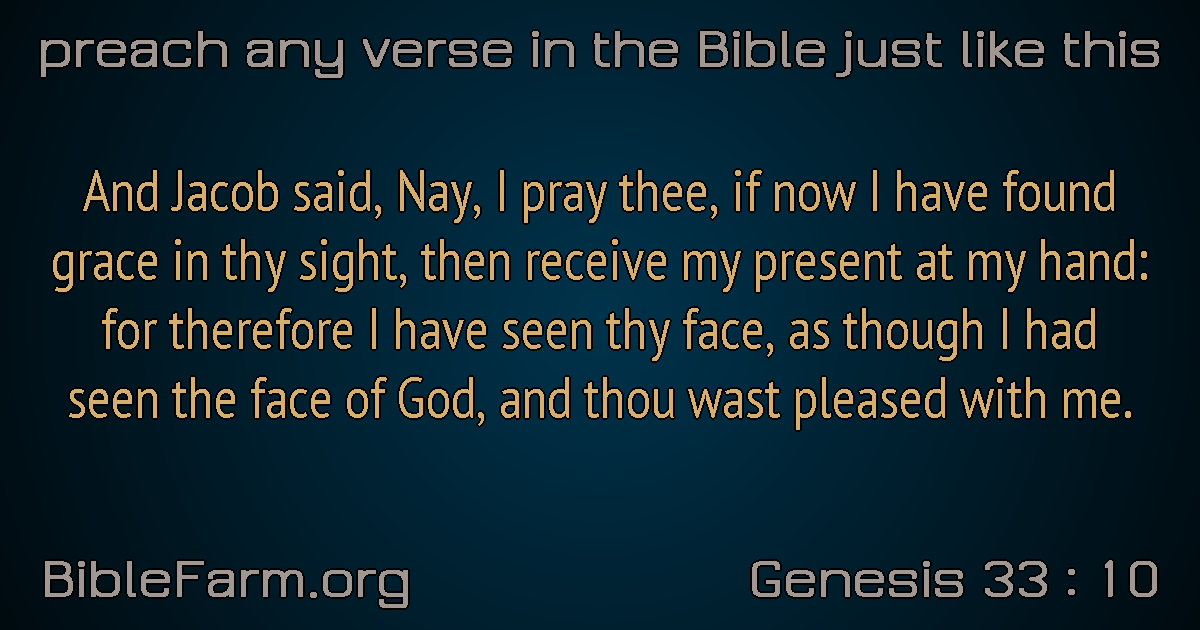 preach any verse in the Bible just like this
And Jacob said, Nay, I pray thee, if now I have found
grace in thy sight, then receive my present at my hand:
for therefore I have seen thy face, as though I had
seen the face of God, and thou wast pleased with me.
BibleFarm.org
Genesis 33 : 10